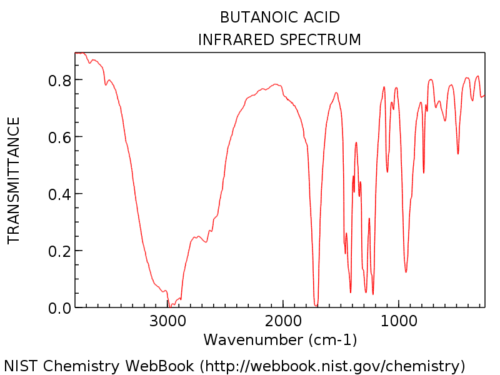 BUTANOIC ACID
INFRARED SPECTRUM
TRANSMITTANCE
0.8
0.6
0.4
0.2
0.0
3000 2000 1000
Wavenumber (cm-1)
NIST Chemistry WebBook (http://webbook.nist.gov/chemistry)